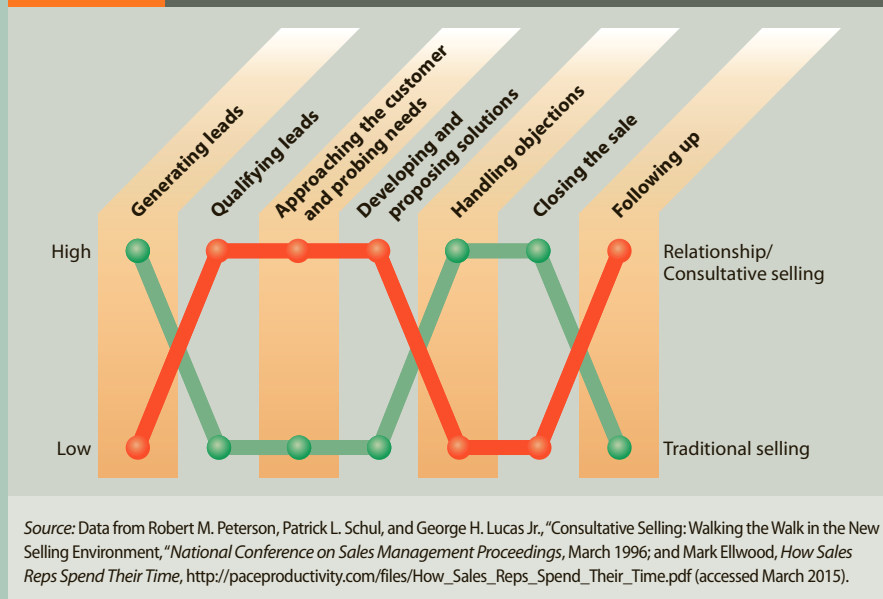 Generating leads
Qualifying leads
Approaching the customer
and probing needs
Developing and
proposing solutions
Handling objections
Closing the sale
Following up
High
Relationship/
Consultative selling
Low
Traditional selling
Source: Data from Robert M. Peterson, Patrick L. Schul, and George H. Lucas Jr., “Consultative Selling: Walking the Walk in the New
Selling Environment, “National Conference on Sales Management Proceedings, March 1996; and Mark Ellwood, How Sales
Reps Spend Their Time, http://paceproductivity.com/files/How_Sales_Reps_Spend_Their_Time.pdf (accessed March 2015).